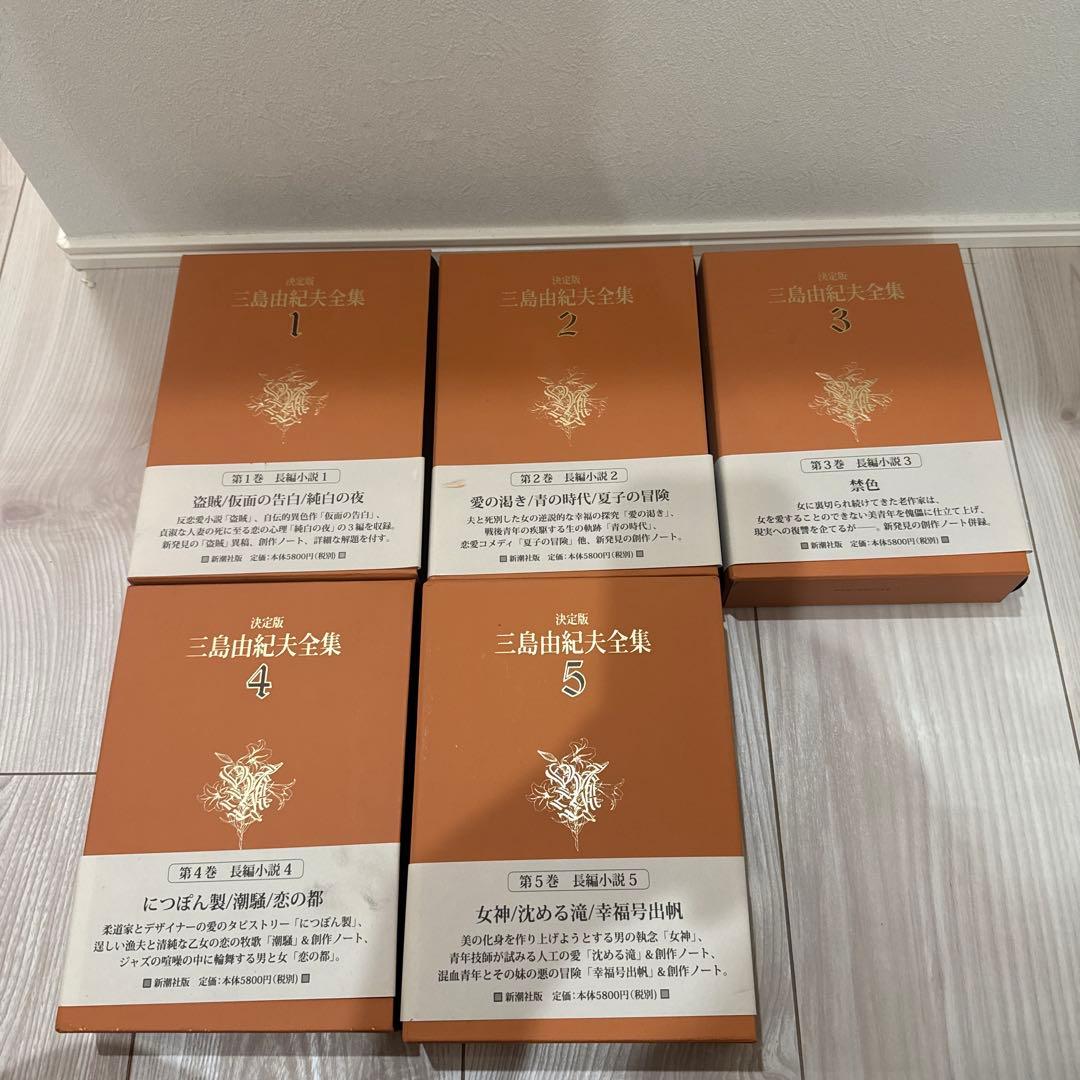 決定版
三島由紀夫全集
1
第1巻 長編小説1
盗賊/仮面の告白/純白の夜
反恋愛小説「盗賊」、自伝的異色作「仮面の告白」、
貞淑な人妻の死に至る恋の心理「純白の夜」の3編を収録。
新発見の「盗賊」異稿、創作ノート、詳細な解題を付す。
新潮社版 定価:本体5800円(税別)
決定版
三島由紀夫全集
2
第2巻 長編小説2
愛の渇き/青の時代/夏子の冒険
夫と死別した女の逆説的な幸福の探究「愛の渇き」、
戦後青年の疾駆する生の軌跡「青の時代」、
恋愛コメディ「夏子の冒険」他、新発見の創作ノート。
新潮社版 定価:本体5800円(税別)
決定版
三島由紀夫全集
3
第3巻 長編小説3
禁色
女に裏切られ続けてきた老作家は、
女を愛することのできない美青年を傀儡に仕立て上げ、
現実への復讐を企てるが——。新発見の創作ノート併録。
新潮社版 定価:本体5800円(税別)
決定版
三島由紀夫全集
4
第4巻 長編小説4
につぽん製/潮騒/恋の都
柔道家とデザイナーの愛のタピストリー「につぽん製」、
逞しい漁夫と清純な乙女の恋の牧歌「潮騒」&創作ノート、
ジャズの喧噪の中に輪舞する男と女「恋の都」。
新潮社版 定価:本体5800円(税別)
決定版
三島由紀夫全集
5
第5巻 長編小説5
女神/沈める滝/幸福号出帆
美の化身を作り上げようとする男の執念「女神」、
青年技師が試みる人工の愛「沈める滝」&創作ノート、
混血青年とその妹の悪の冒険「幸福号出帆」&創作ノート。
新潮社版 定価:本体5800円(税別)